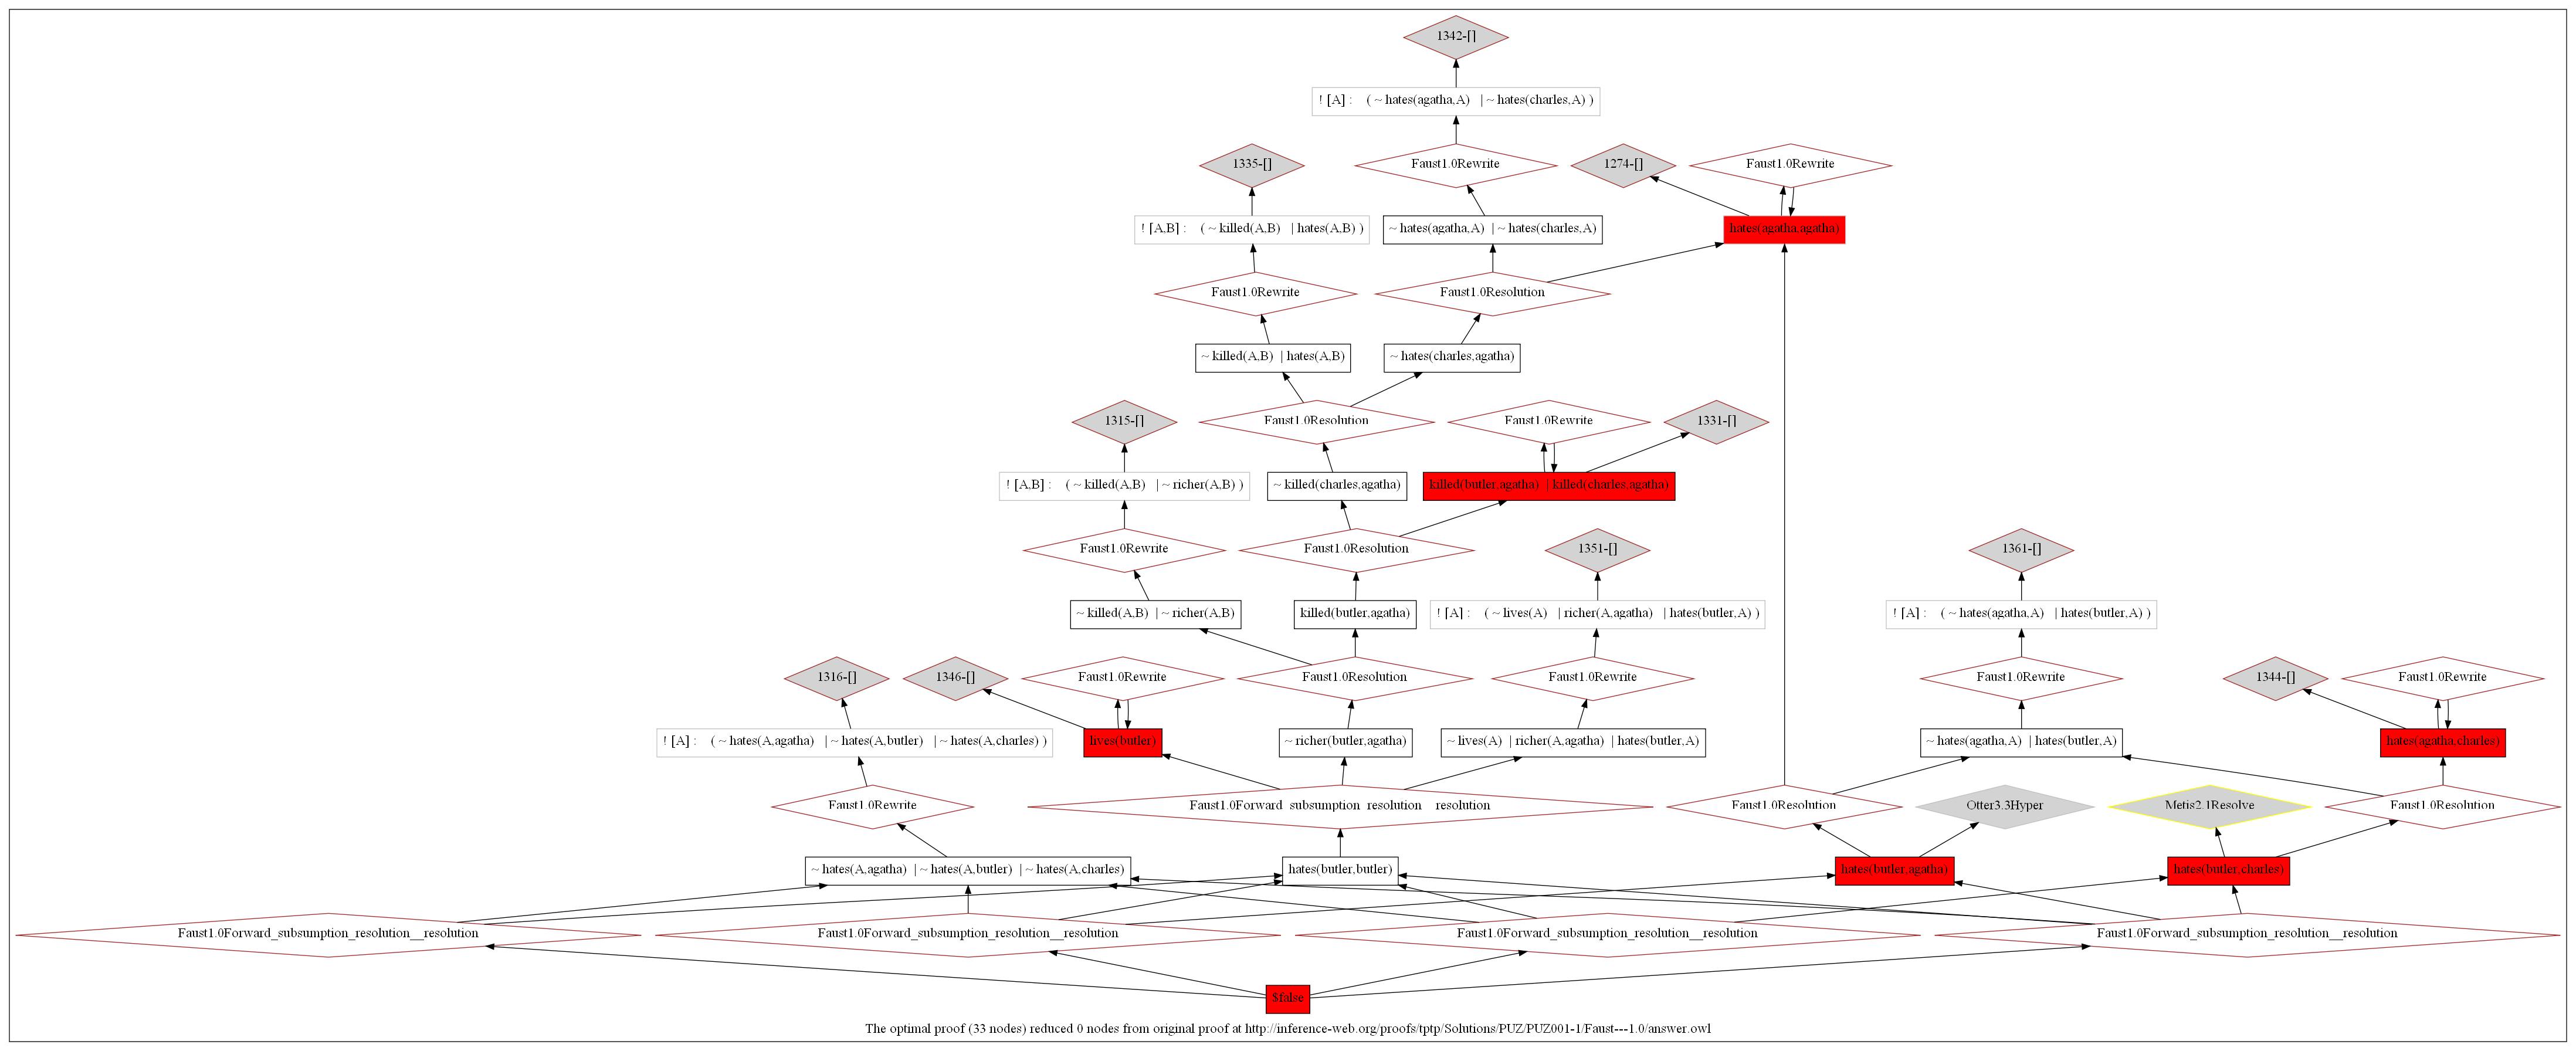 1342-[]
! [A] : ( ~ hates(agatha,A) | ~ hates(charles,A) )
1335-[]
Faust1.0Rewrite
1274-[]
Faust1.0Rewrite
! [A,B] : ( ~ killed(A,B) | hates(A,B) )
~ hates(agatha,A) | ~ hates(charles,A)
hates(agatha,agatha)
Faust1.0Rewrite
Faust1.0Resolution
~ killed(A,B) | hates(A,B)
~ hates(charles,agatha)
1315-[]
Faust1.0Resolution
Faust1.0Rewrite
1331-[]
! [A,B] : ( ~ killed(A,B) | ~ richer(A,B) )
~ killed(charles,agatha)
killed(butler,agatha) | killed(charles,agatha)
Faust1.0Rewrite
Faust1.0Resolution
1351-[]
1361-[]
~ killed(A,B) | ~ richer(A,B)
killed(butler,agatha)
! [A] : ( ~ lives(A) | richer(A,agatha) | hates(butler,A) )
! [A] : ( ~ hates(agatha,A) | hates(butler,A) )
1316-[]
1346-[]
Faust1.0Rewrite
Faust1.0Resolution
Faust1.0Rewrite
Faust1.0Rewrite
1344-[]
Faust1.0Rewrite
! [A] : ( ~ hates(A,agatha) | ~ hates(A,butler) | ~ hates(A,charles) )
lives(butler)
~ richer(butler,agatha)
~ lives(A) | richer(A,agatha) | hates(butler,A)
~ hates(agatha,A) | hates(butler,A)
hates(agatha,charles)
Faust1.0Rewrite
Faust1.0Forward_subsumption_resolution__resolution
Faust1.0Resolution
Otter3.3Hyper
Metis2.1Resolve
Faust1.0Resolution
~ hates(A,agatha) | ~ hates(A,butler) | ~ hates(A,charles)
hates(butler,butler)
hates(butler,agatha)
hates(butler,charles)
Faust1.0Forward_subsumption_resolution__resolution
Faust1.0Forward_subsumption_resolution__resolution
Faust1.0Forward_subsumption_resolution__resolution
Faust1.0Forward_subsumption_resolution__resolution
$false
The optimal proof (33 nodes) reduced 0 nodes from original proof at http://inference-web.org/proofs/tptp/Solutions/PUZ/PUZ001-1/Faust---1.0/answer.owl